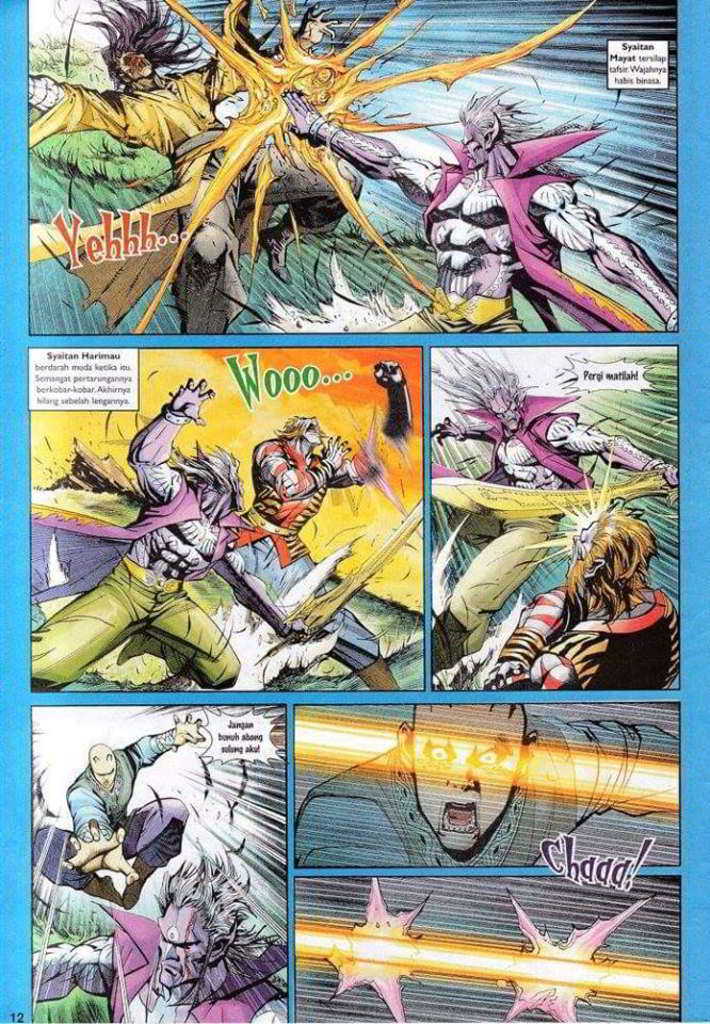 Syaitan
Mayat tersilap
tafsir. Wajahnya
habis binasa.
Yehhh...
Syaitan Harimau
berdarah muda ketika itu.
Semangat pertarungannya
berkobar-kobar. Akhirnya
hilang sebelah lengannya.
Wooo...
Pergi matilah!
Jangan
bunuh abang
sulung aku!
Chaaa!
12